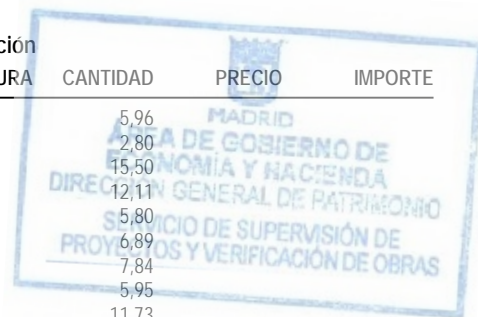 ción
URA CANTIDAD PRECIO IMPORTE
5,96
MADRID
2,80
ÁREA DE GOBIERNO DE
ECONOMÍA Y HACIENDA
15,50
DIRECCIÓN GENERAL DE PATRIMONIO
12,11
5,80
SERVICIO DE SUPERVISIÓN DE
6,89
PROYECTOS Y VERIFICACIÓN DE OBRAS
7,84
5,95
11,73